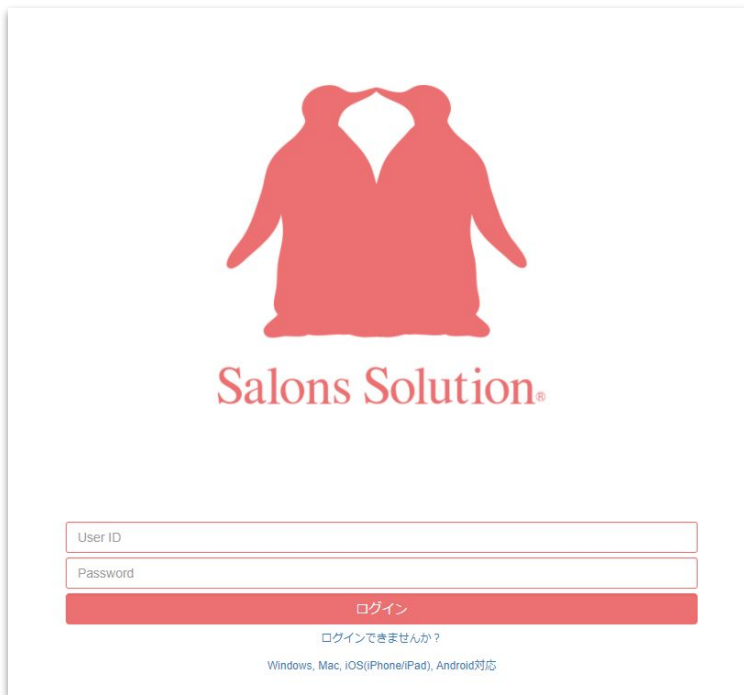 Salons Solution®
User ID
Password
ログイン
ログインできませんか？
Windows, Mac, iOS(iPhone/iPad), Android対応